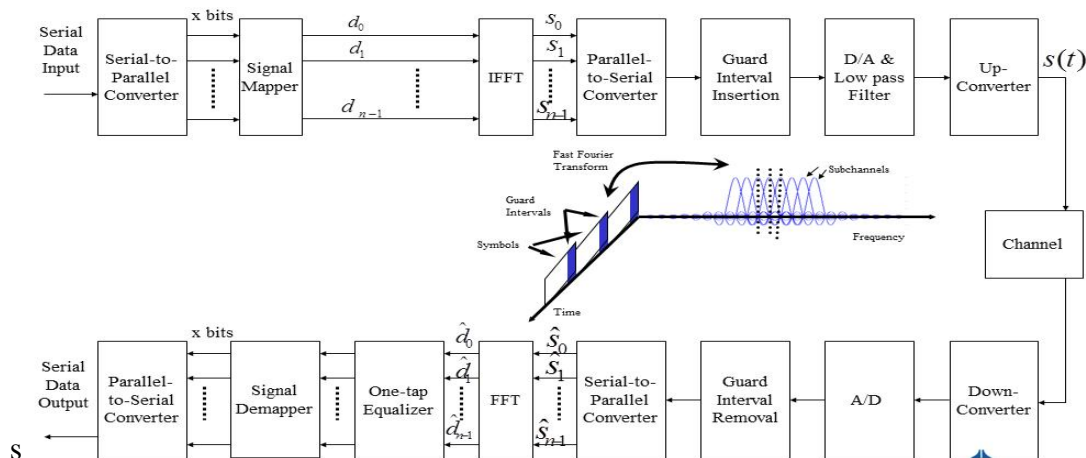 Serial
Data
Input
x bits
Serial-to-
Parallel
Converter
Signal
Mapper
d₀
d₁
dₙ₋₁
IFFT
s₀
s₁
sₙ₋₁
Parallel-
to-Serial
Converter
Guard
Interval
Insertion
D/A &
Low pass
Filter
Up-
Converter
s(t)
Fast Fourier
Transform
Subchannels
Guard
Intervals
Symbols
Frequency
Time
Channel
Serial
Data
Output
x bits
Parallel-
to-Serial
Converter
Signal
Demapper
One-tap
Equalizer
d̂₀
d̂₁
d̂ₙ₋₁
FFT
ŝ₀
ŝ₁
ŝₙ₋₁
Serial-to-
Parallel
Converter
Guard
Interval
Removal
A/D
Down-
Converter
S